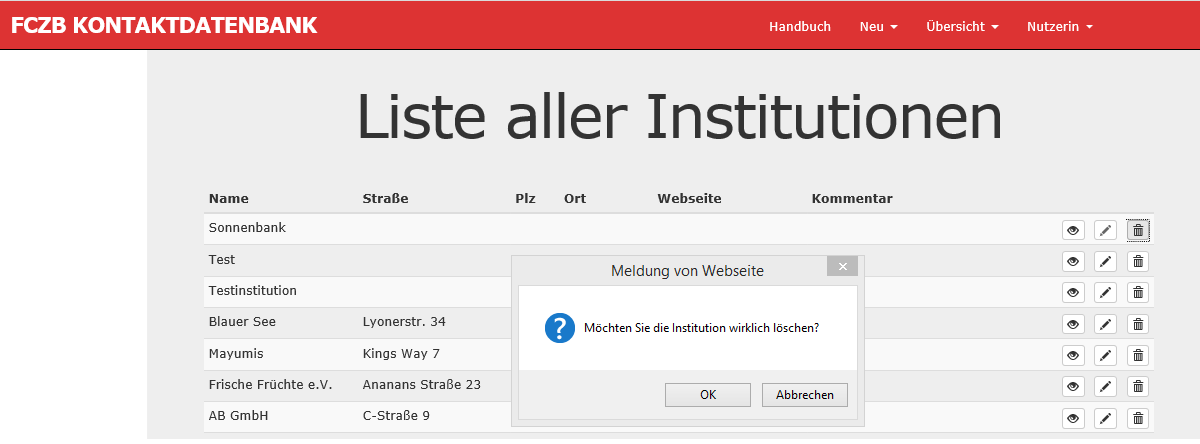 FCZB KONTAKTDATENBANK Handbuch Neu Übersicht Nutzerin
Liste aller Institutionen
Name Straße Plz Ort Webseite Kommentar
Sonnenbank
Test
Testinstitution
Blauer See Lyonerstr. 34
Mayumis Kings Way 7
Frische Früchte e.V. Ananans Straße 23
AB GmbH C-Straße 9
Meldung von Webseite
Möchten Sie die Institution wirklich löschen?
OK Abbrechen